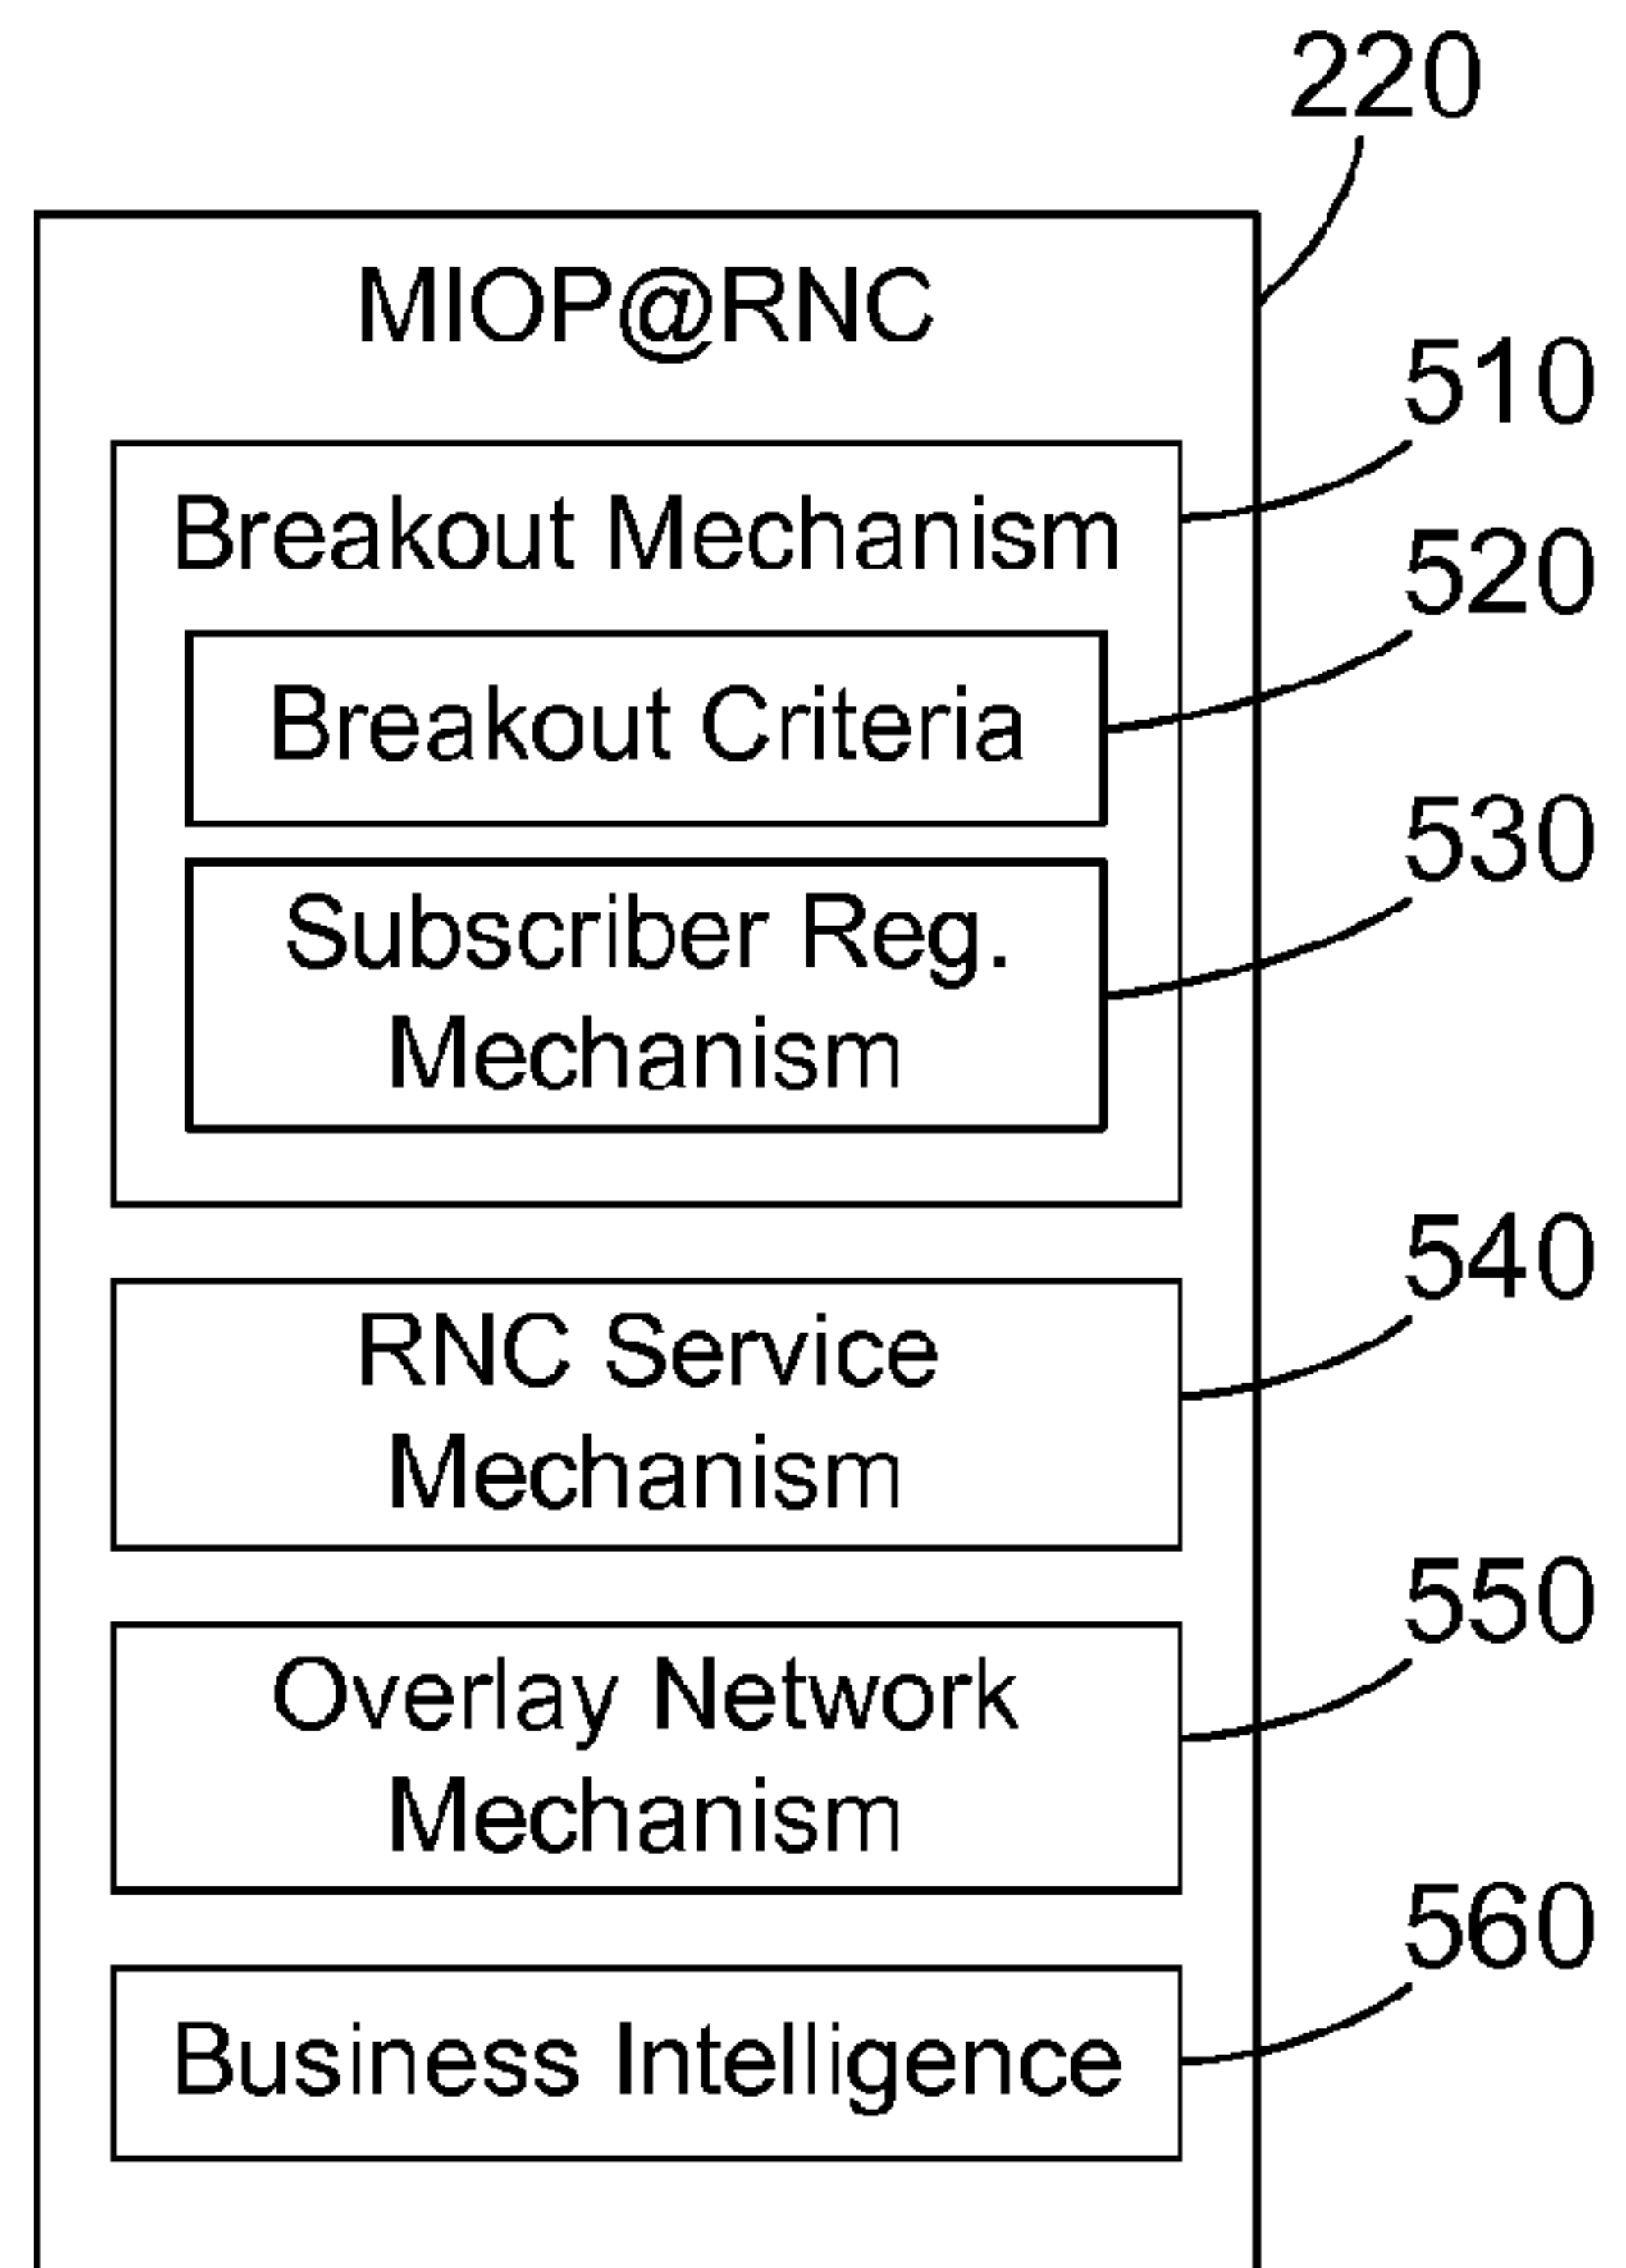 220
MIOP@RNC
510
Breakout Mechanism
520
Breakout Criteria
530
Subscriber Reg.
Mechanism
540
RNC Service
Mechanism
550
Overlay Network
Mechanism
560
Business Intelligence